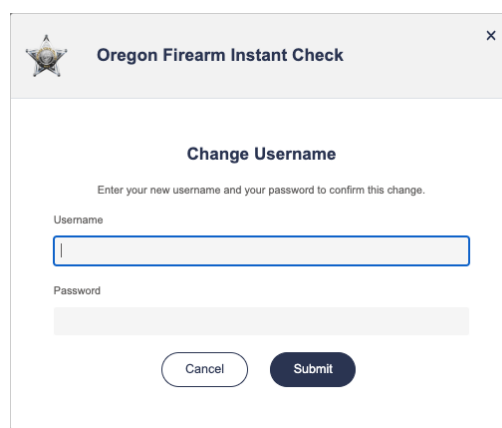 Oregon Firearm Instant Check
×
Change Username
Enter your new username and your password to confirm this change.
Username
Password
Cancel
Submit